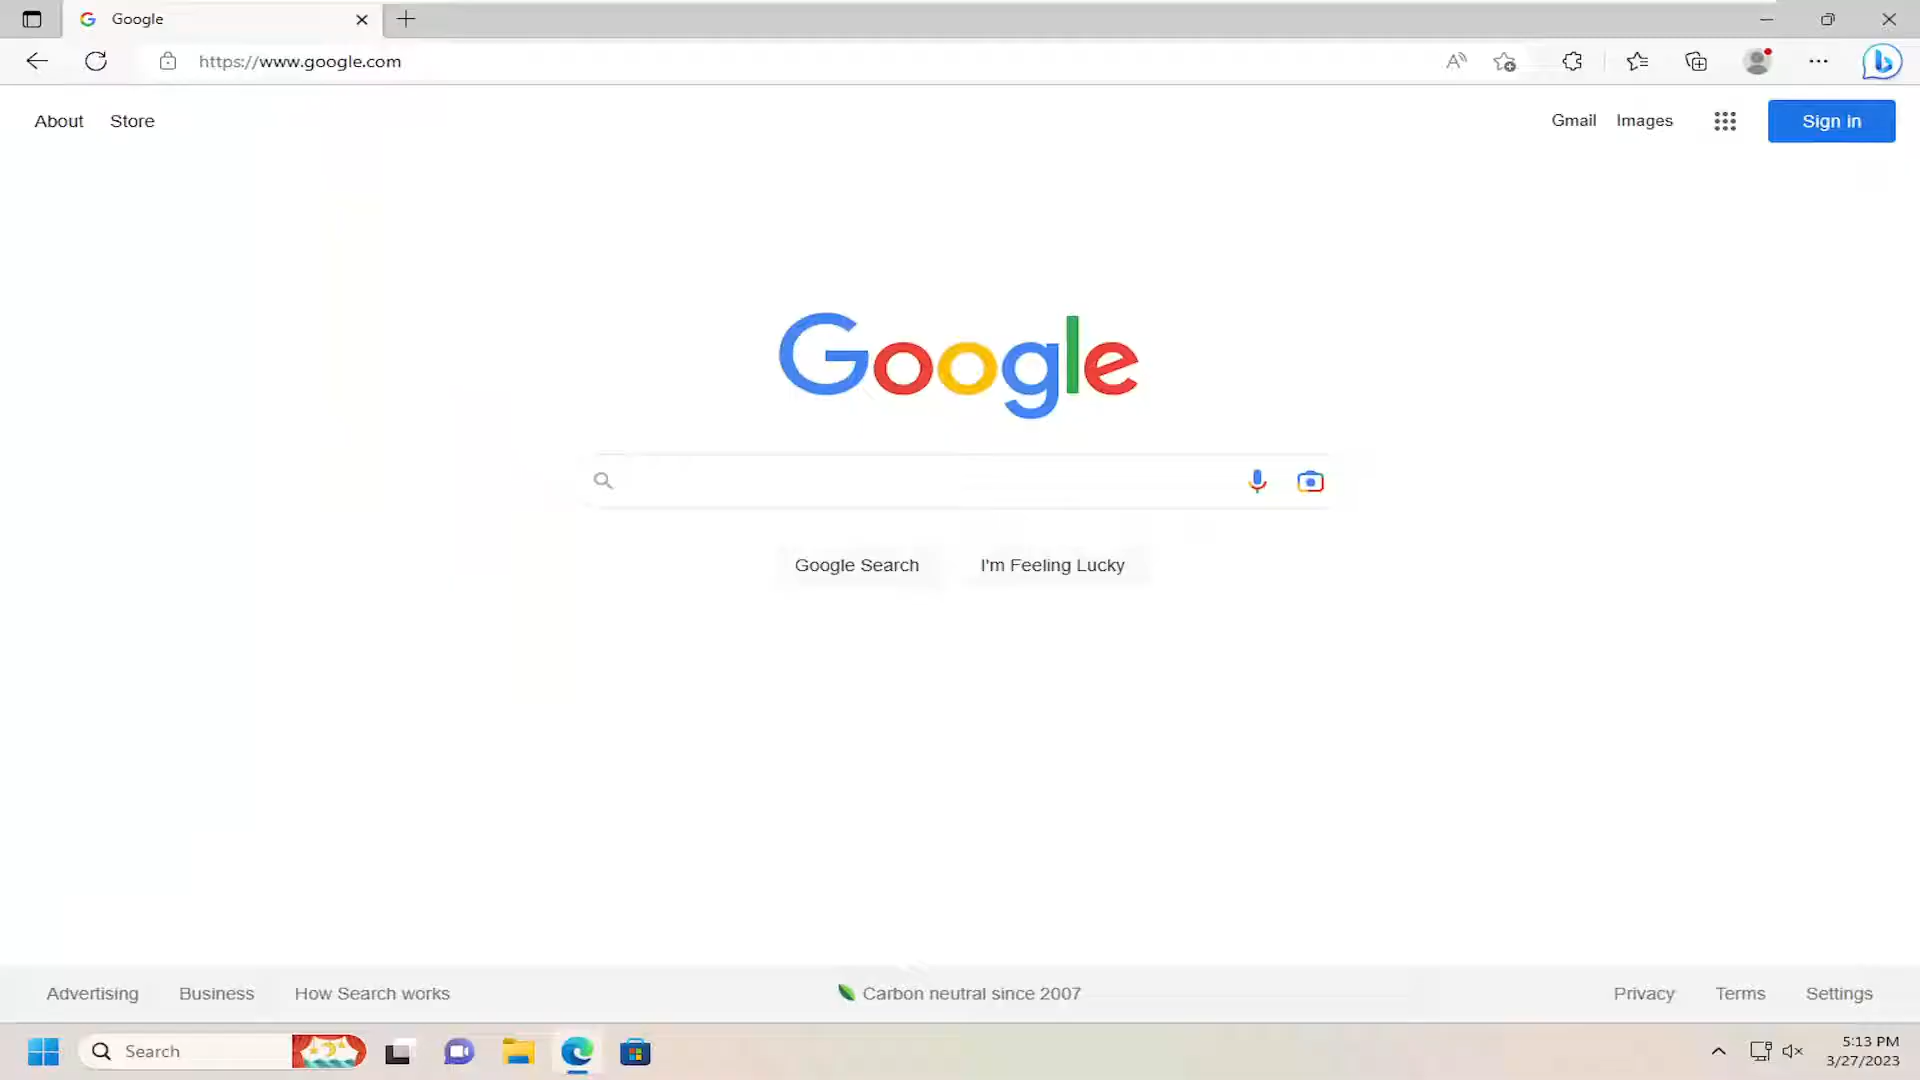 Google
https://www.google.com
About Store
Gmail Images Sign in
Google
Google Search I'm Feeling Lucky
Advertising Business How Search works
Carbon neutral since 2007
Privacy Terms Settings
Search
5:13 PM
3/27/2023